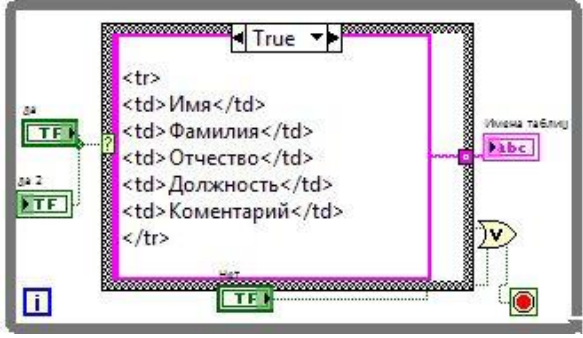 True
<tr>
<td>Имя</td>
<td>Фамилия</td>
<td>Отчество</td>
<td>Должность</td>
<td>Коментарий</td>
</tr>
да
TF
?
Имена таблиц
abc
да 2
TF
V
Нет
TF
i